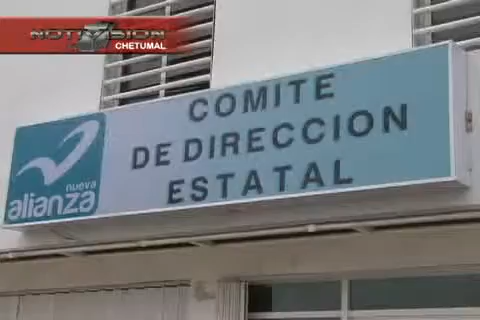 NOTIVISION
CHETUMAL
COMITE
DE DIRECCION
ESTATAL
nueva
alianza